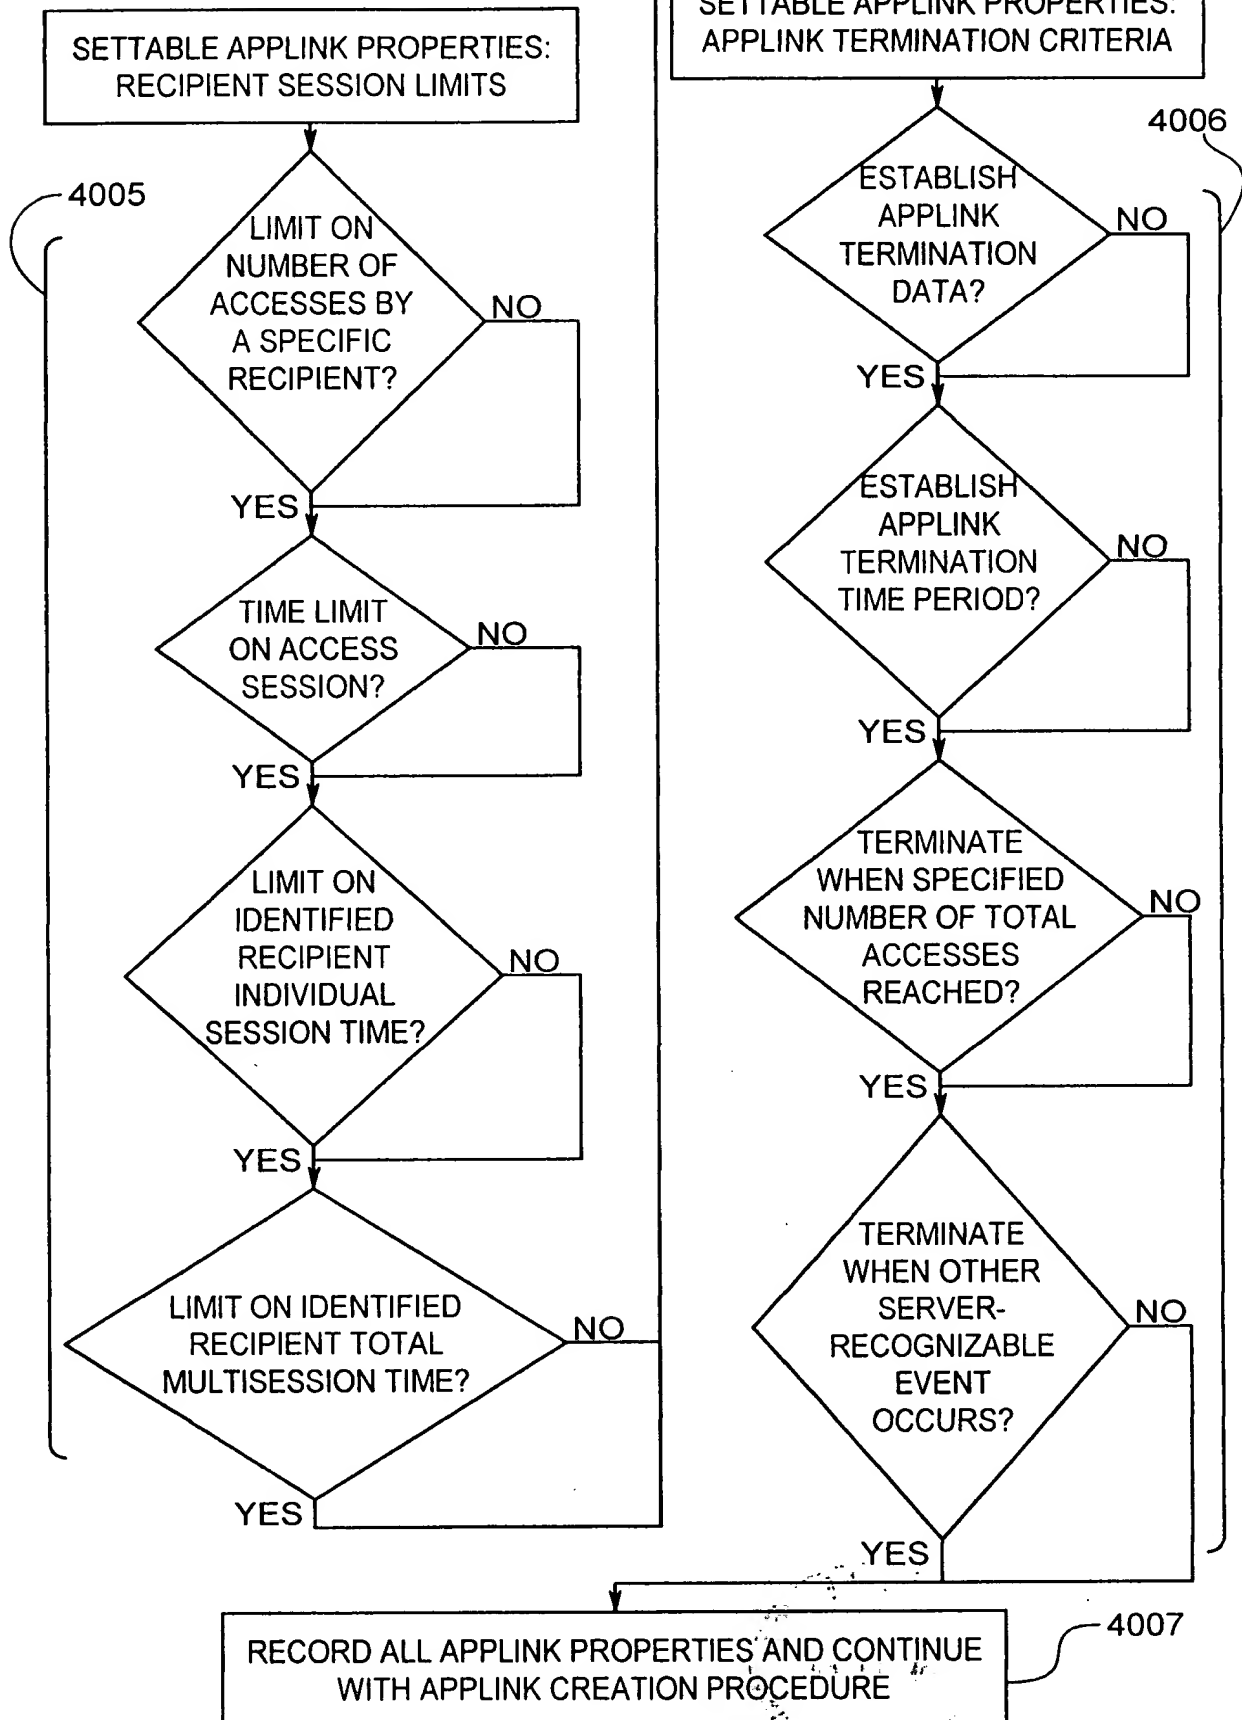 SETTABLE APPLINK PROPERTIES:
RECIPIENT SESSION LIMITS
4005
LIMIT ON
NUMBER OF
ACCESSES BY
A SPECIFIC
RECIPIENT?
NO
YES
TIME LIMIT
ON ACCESS
SESSION?
NO
YES
LIMIT ON
IDENTIFIED
RECIPIENT
INDIVIDUAL
SESSION TIME?
NO
YES
LIMIT ON IDENTIFIED
RECIPIENT TOTAL
MULTISESSION TIME?
NO
YES
SETTABLE APPLINK PROPERTIES:
APPLINK TERMINATION CRITERIA
4006
ESTABLISH
APPLINK
TERMINATION
DATA?
NO
YES
ESTABLISH
APPLINK
TERMINATION
TIME PERIOD?
NO
YES
TERMINATE
WHEN SPECIFIED
NUMBER OF TOTAL
ACCESSES
REACHED?
NO
YES
TERMINATE
WHEN OTHER
SERVER-
RECOGNIZABLE
EVENT
OCCURS?
NO
YES
RECORD ALL APPLINK PROPERTIES AND CONTINUE
WITH APPLINK CREATION PROCEDURE
4007